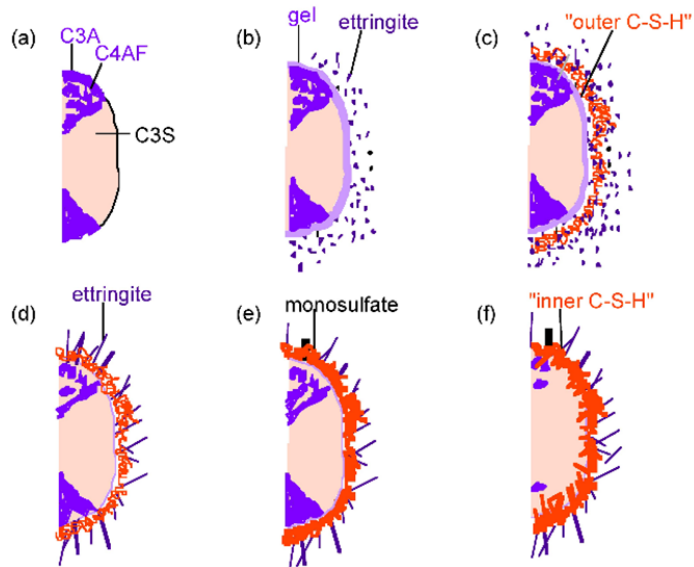 (a)
C3A
C4AF
C3S
(b)
gel
ettringite
(c)
"outer C-S-H"
(d)
ettringite
(e)
monosulfate
(f)
"inner C-S-H"